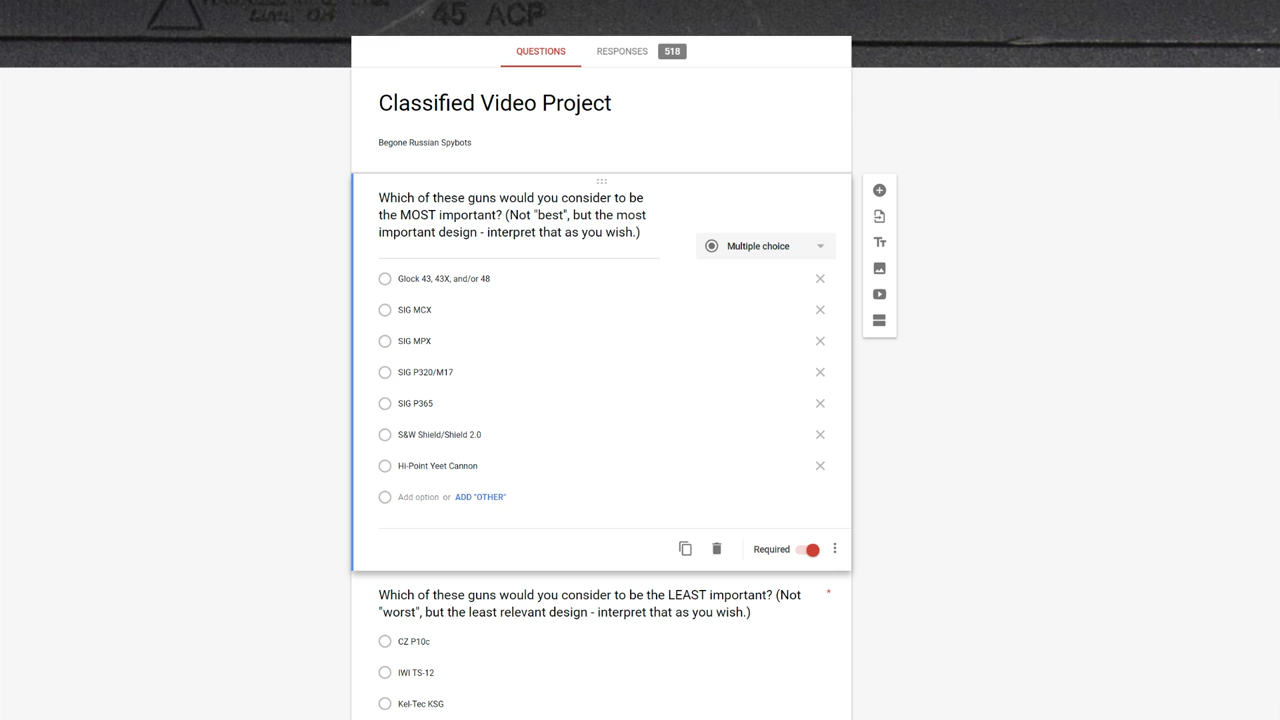 45 ACP
QUESTIONS
RESPONSES 518
Classified Video Project
Begone Russian Spybots
Which of these guns would you consider to be
the MOST important? (Not "best", but the most
important design - interpret that as you wish.)
Multiple choice
Glock 43, 43X, and/or 48
SIG MCX
SIG MPX
SIG P320/M17
SIG P365
S&W Shield/Shield 2.0
Hi-Point Yeet Cannon
Add option or ADD "OTHER"
Required
Which of these guns would you consider to be the LEAST important? (Not *
"worst", but the least relevant design - interpret that as you wish.)
CZ P10c
IWI TS-12
Kel-Tec KSG